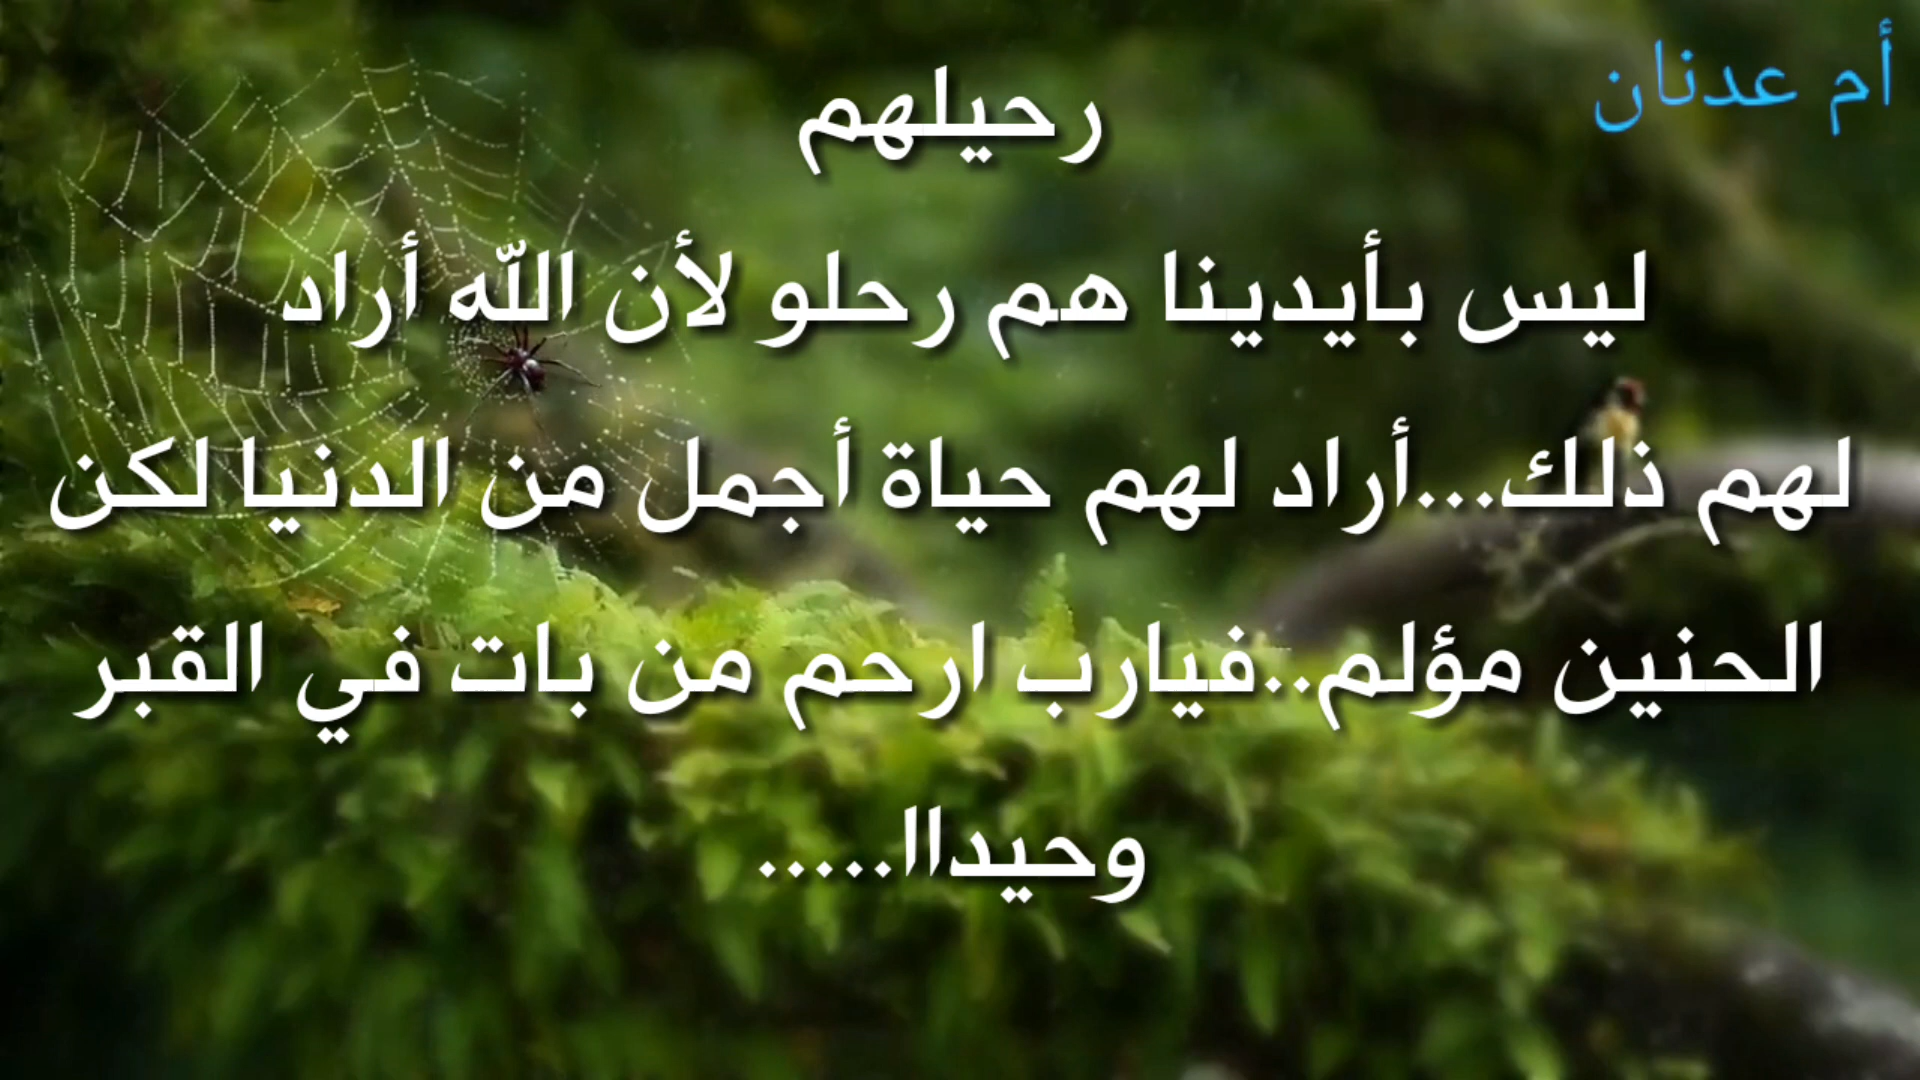 أم عدنان
رحيلهم
ليس بأيدينا هم رحلو لأن الله أراد
لهم ذلك...أراد لهم حياة أجمل من الدنيا لكن
الحنين مؤلم..فيارب ارحم من بات في القبر
وحيداا.....